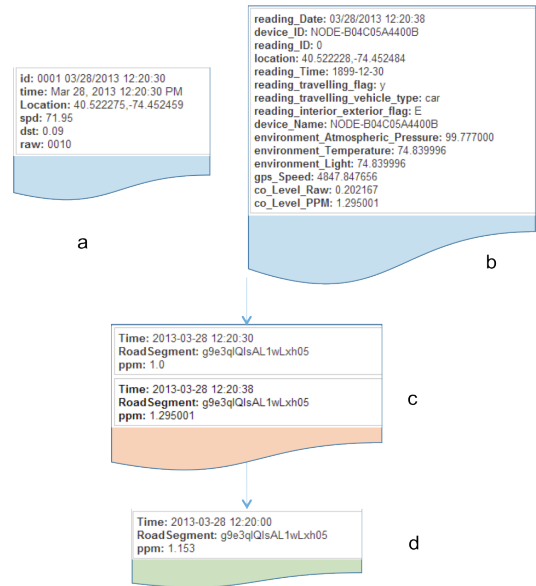 id: 0001 03/28/2013 12:20:30
time: Mar 28, 2013 12:20:30 PM
Location: 40.522275,-74.452459
spd: 71.95
dst: 0.09
raw: 0010
a
reading_Date: 03/28/2013 12:20:38
device_ID: NODE-B04C05A4400B
reading_ID: 0
location: 40.522228,-74.452484
reading_Time: 1899-12-30
reading_travelling_flag: y
reading_travelling_vehicle_type: car
reading_interior_exterior_flag: E
device_Name: NODE-B04C05A4400B
environment_Atmospheric_Pressure: 99.777000
environment_Temperature: 74.839996
environment_Light: 74.839996
gps_Speed: 4847.847656
co_Level_Raw: 0.202167
co_Level_PPM: 1.295001
b
Time: 2013-03-28 12:20:30
RoadSegment: g9e3qlQIsAL1wLxh05
ppm: 1.0
Time: 2013-03-28 12:20:38
RoadSegment: g9e3qlQIsAL1wLxh05
ppm: 1.295001
c
Time: 2013-03-28 12:20:00
RoadSegment: g9e3qlQIsAL1wLxh05
ppm: 1.153
d